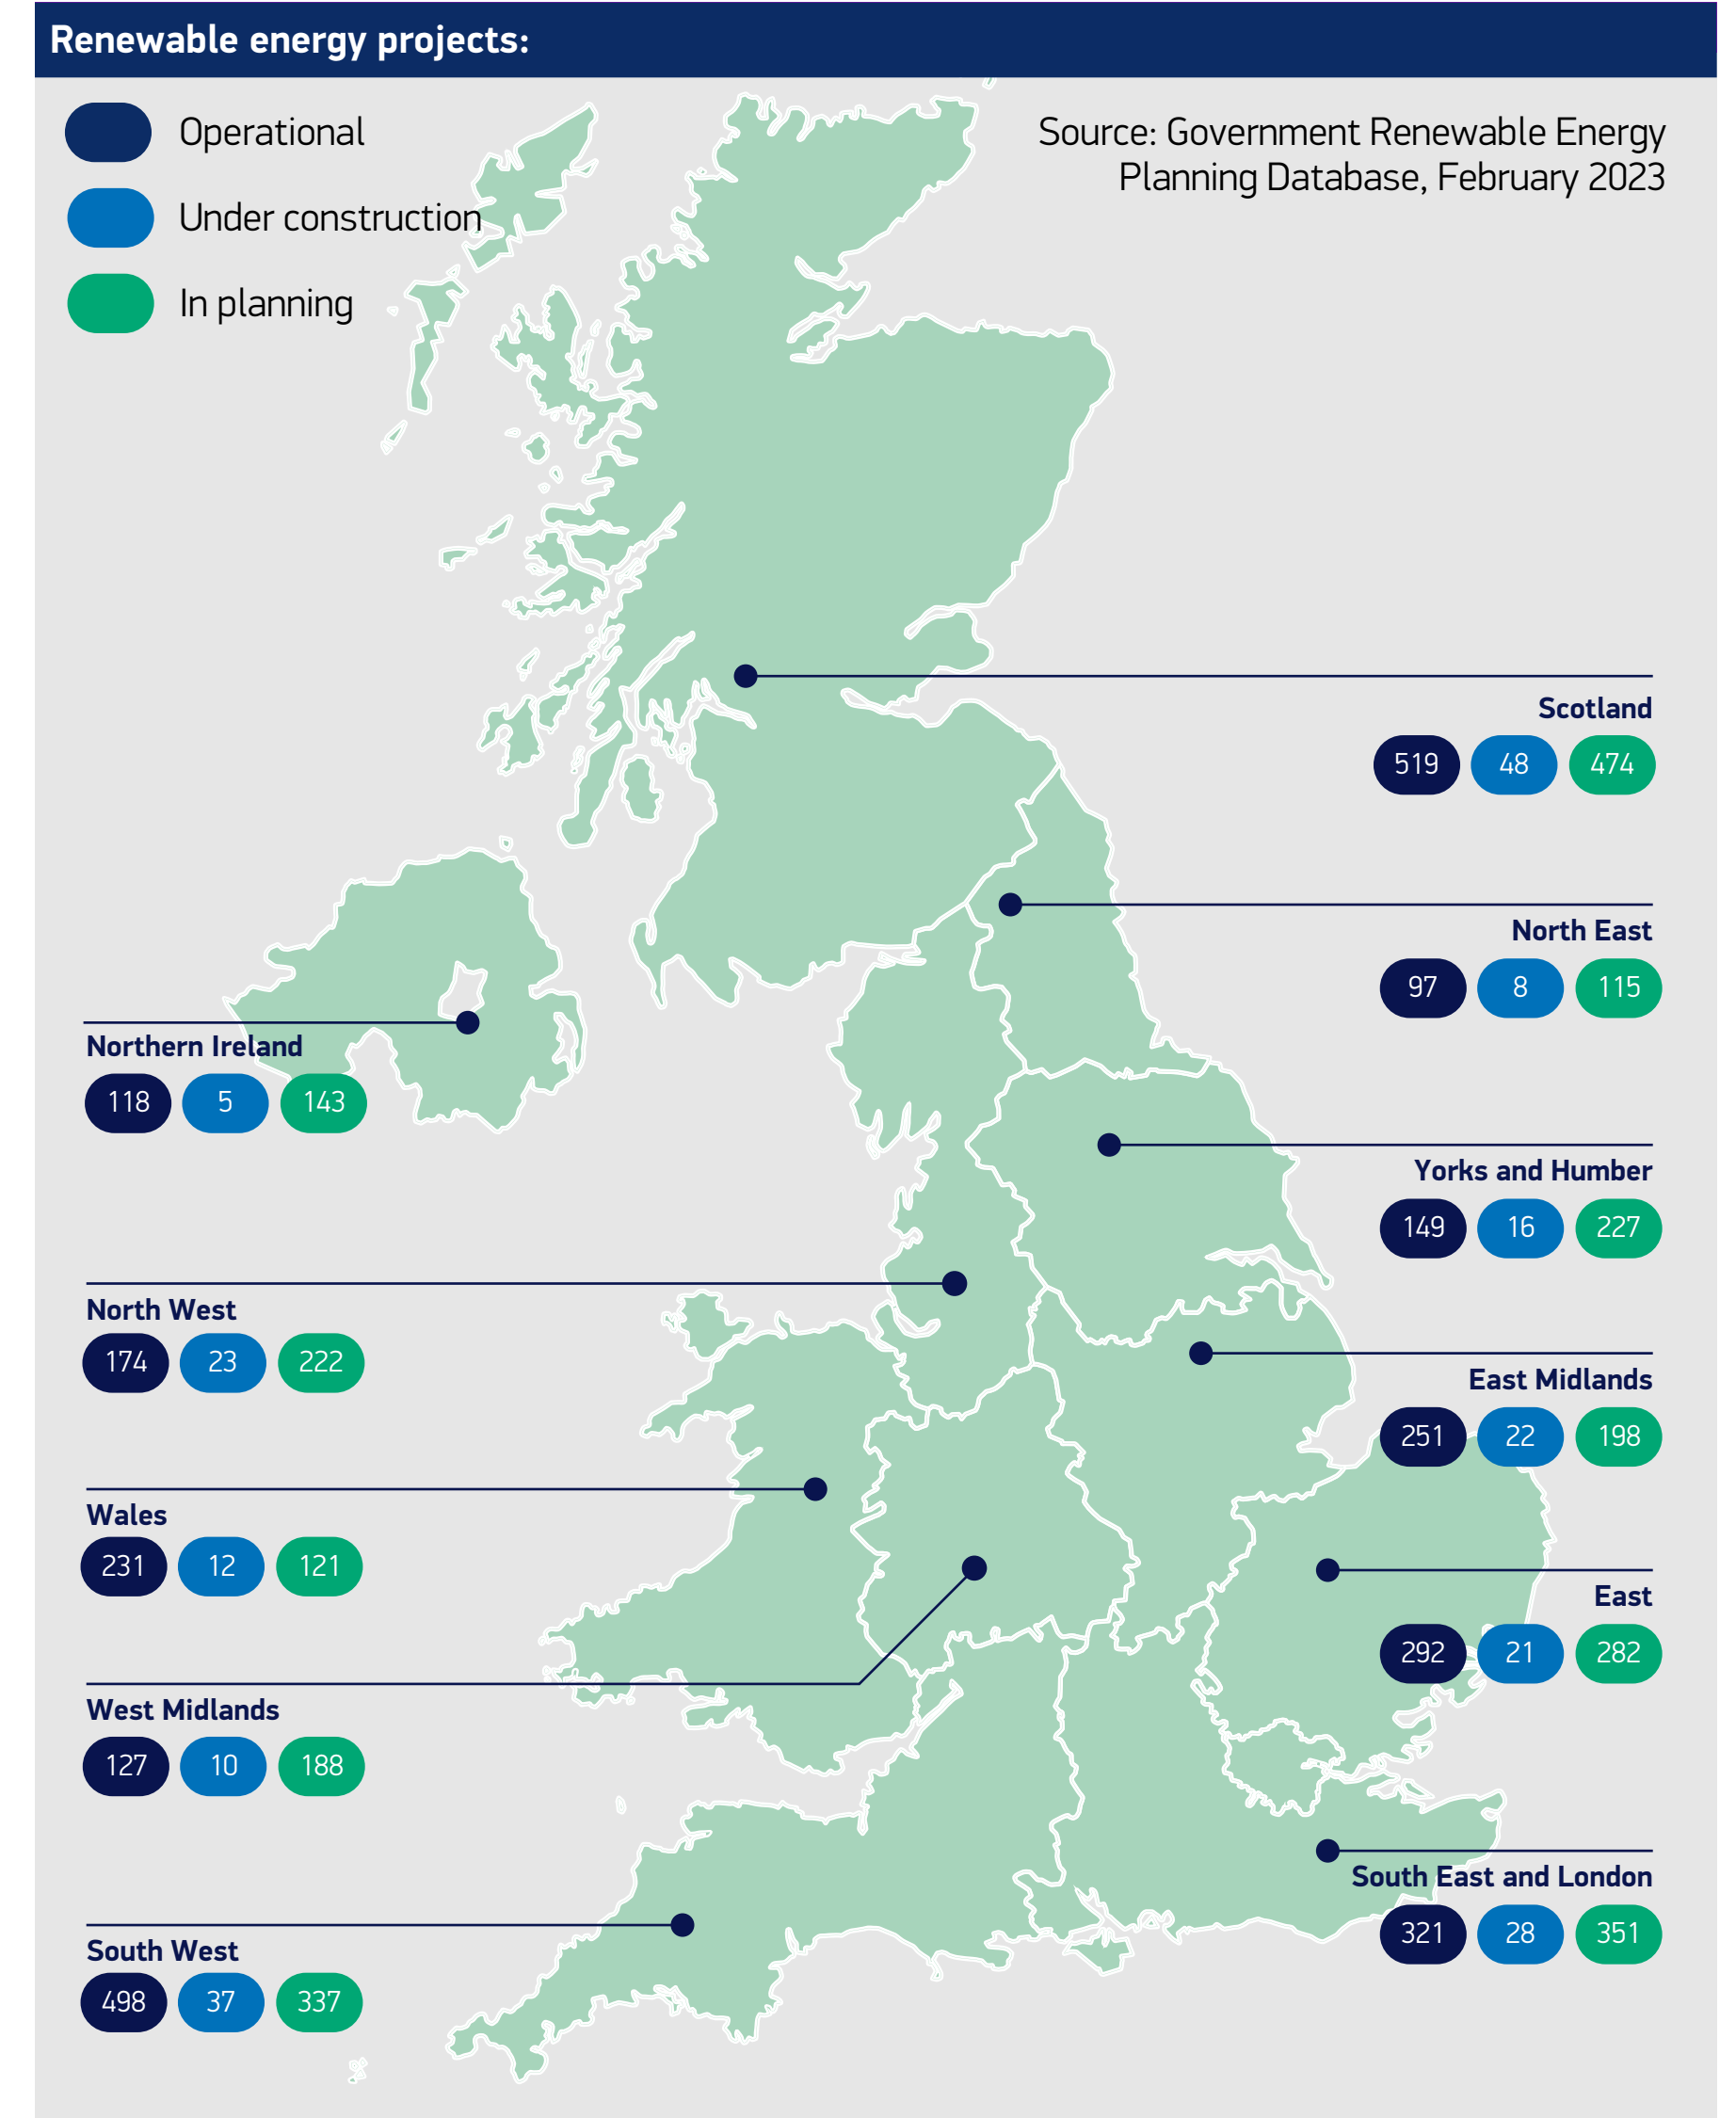 Renewable energy projects:
Operational
Under construction
In planning
Source: Government Renewable Energy
Planning Database, February 2023
Scotland
519 48 474
North East
97 8 115
Northern Ireland
118 5 143
Yorks and Humber
149 16 227
North West
174 23 222
East Midlands
251 22 198
Wales
231 12 121
East
292 21 282
West Midlands
127 10 188
South East and London
321 28 351
South West
498 37 337